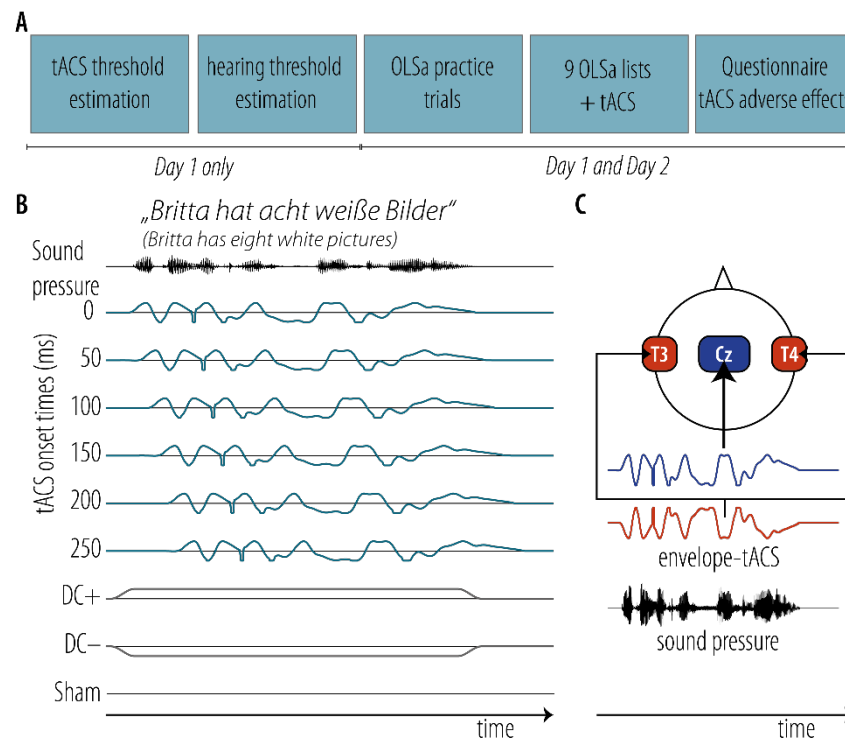 A
tACS threshold
estimation
hearing threshold
estimation
OLSa practice
trials
9 OLSa lists
+ tACS
Questionnaire
tACS adverse effect
Day 1 only
Day 1 and Day 2
B
„Britta hat acht weiße Bilder“
(Britta has eight white pictures)
Sound
pressure
tACS onset times (ms)
0
50
100
150
200
250
DC+
DC−
Sham
time
C
T3
Cz
T4
envelope-tACS
sound pressure
time